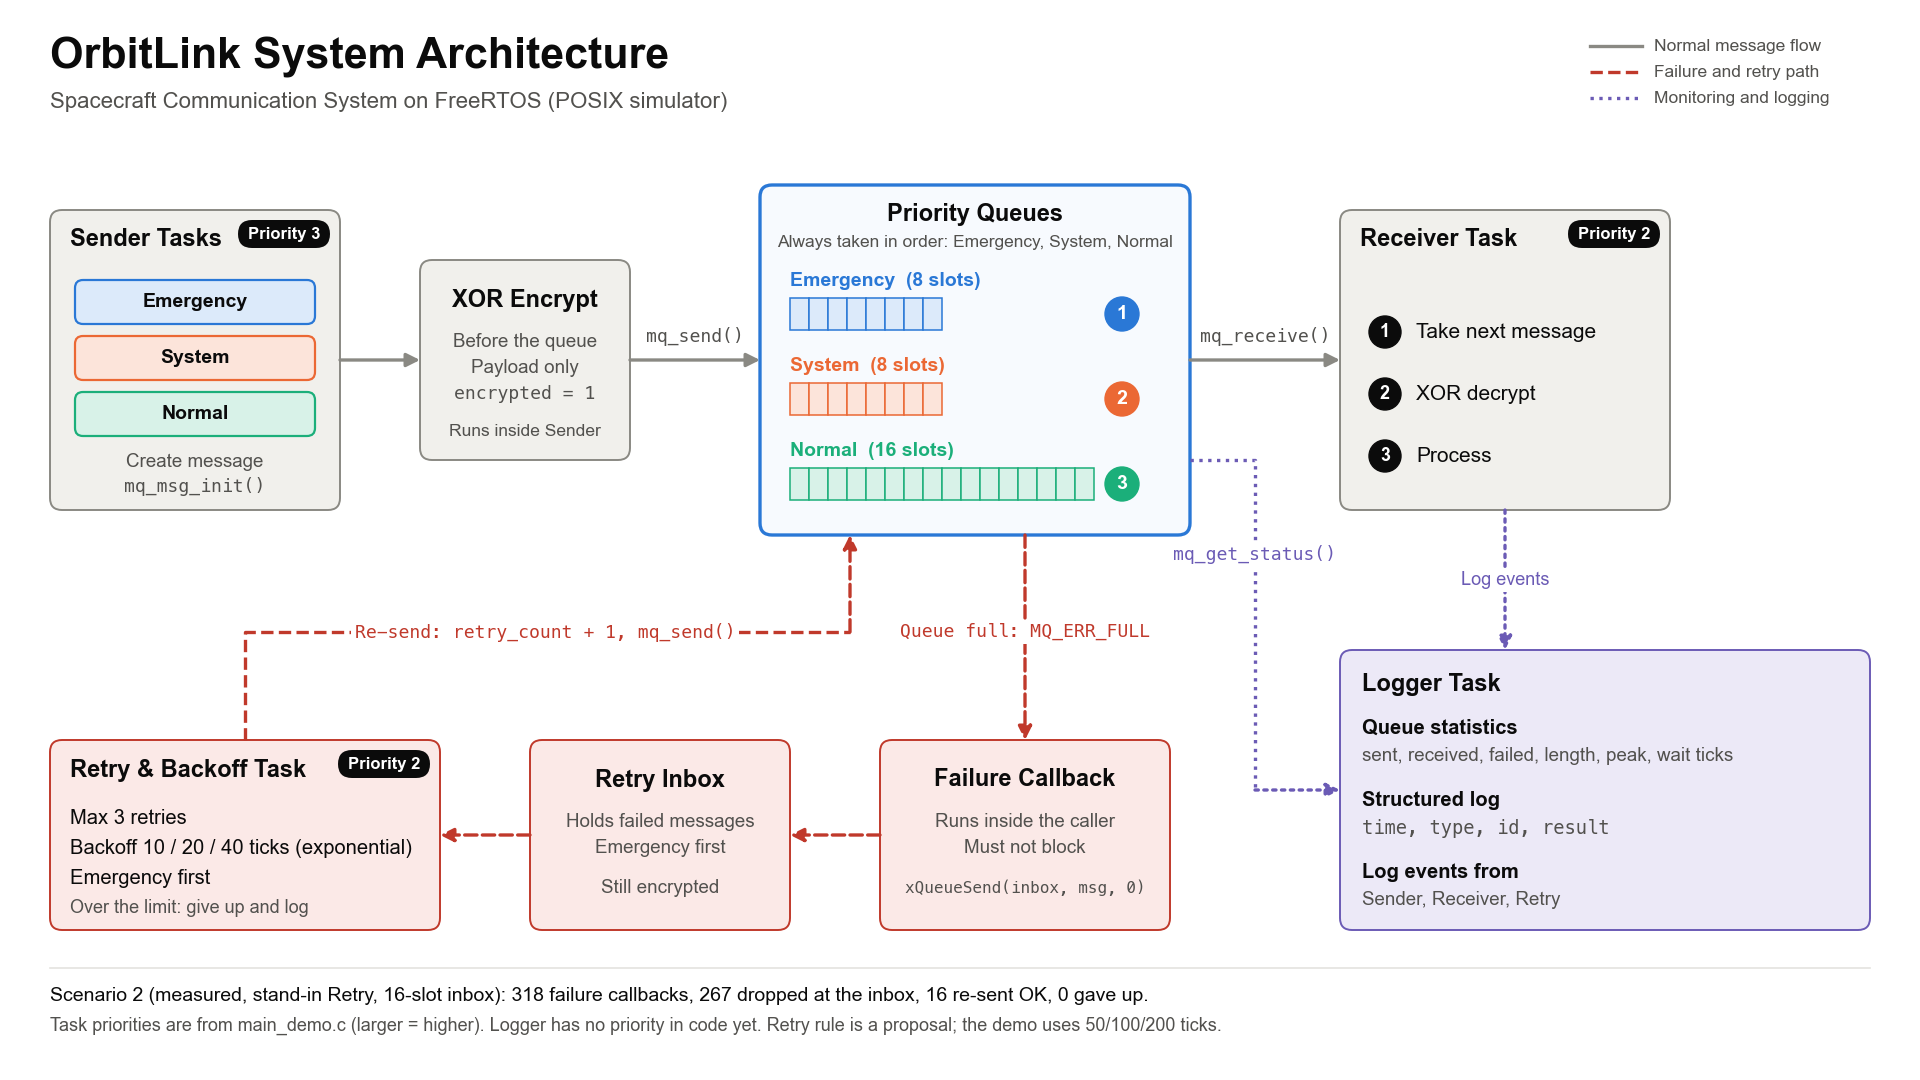 OrbitLink System Architecture
Spacecraft Communication System on FreeRTOS (POSIX simulator)
Normal message flow
Failure and retry path
Monitoring and logging
Sender Tasks
Priority 3
Emergency
System
Normal
Create message
mq_msg_init()
XOR Encrypt
Before the queue
Payload only
encrypted = 1
Runs inside Sender
mq_send()
Priority Queues
Always taken in order: Emergency, System, Normal
Emergency (8 slots)
1
System (8 slots)
2
Normal (16 slots)
3
mq_receive()
Receiver Task
Priority 2
1 Take next message
2 XOR decrypt
3 Process
mq_get_status()
Log events
Re−send: retry_count + 1, mq_send()
Queue full: MQ_ERR_FULL
Retry & Backoff Task
Priority 2
Max 3 retries
Backoff 10 / 20 / 40 ticks (exponential)
Emergency first
Over the limit: give up and log
Retry Inbox
Holds failed messages
Emergency first
Still encrypted
Failure Callback
Runs inside the caller
Must not block
xQueueSend(inbox, msg, 0)
Logger Task
Queue statistics
sent, received, failed, length, peak, wait ticks
Structured log
time, type, id, result
Log events from
Sender, Receiver, Retry
Scenario 2 (measured, stand-in Retry, 16-slot inbox): 318 failure callbacks, 267 dropped at the inbox, 16 re-sent OK, 0 gave up.
Task priorities are from main_demo.c (larger = higher). Logger has no priority in code yet. Retry rule is a proposal; the demo uses 50/100/200 ticks.